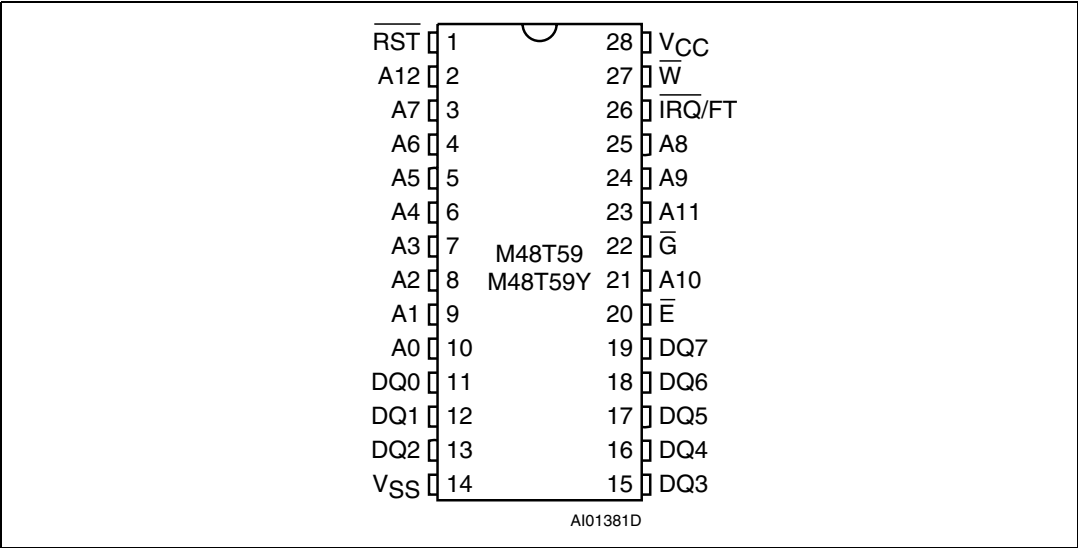 R̅S̅T̅ 1 28 VCC
A12 2 27 W̅
A7 3 26 I̅R̅Q̅/FT
A6 4 25 A8
A5 5 24 A9
A4 6 23 A11
A3 7 22 G̅
M48T59
A2 8 M48T59Y 21 A10
A1 9 20 E̅
A0 10 19 DQ7
DQ0 11 18 DQ6
DQ1 12 17 DQ5
DQ2 13 16 DQ4
VSS 14 15 DQ3
AI01381D